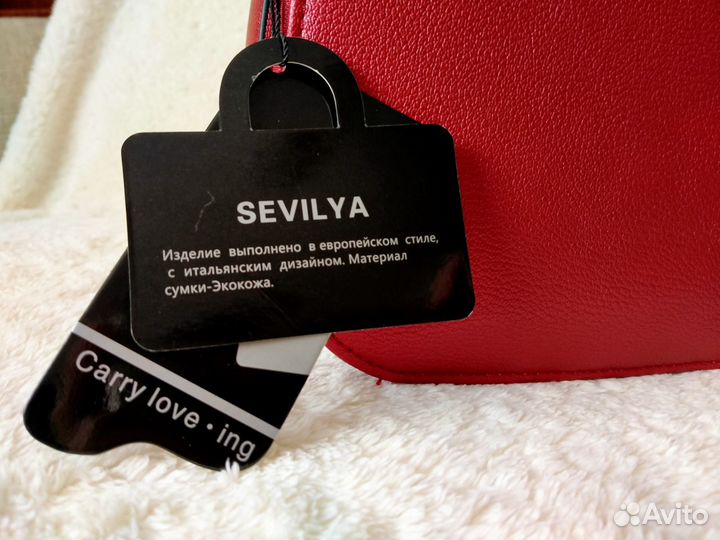 SEVILYA
Изделие выполнено в европейском стиле,
с итальянским дизайном. Материал
сумки-Экокожа.
Carry love • ing
Avito